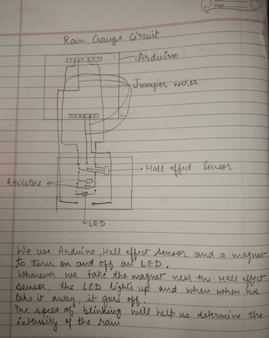 Rain Gauge Circuit
Arduino
Jumper wires
Hall effect Sensor
Resistors
LED
We use Arduino, Hall effect sensor and a magnet
to turn on and off an LED.
Whenever we take the magnet near the Hall effect
sensor, the LED lights up and when when we
take it away, it goes off.
The speed of blinking will help us determine the
intensity of the rain